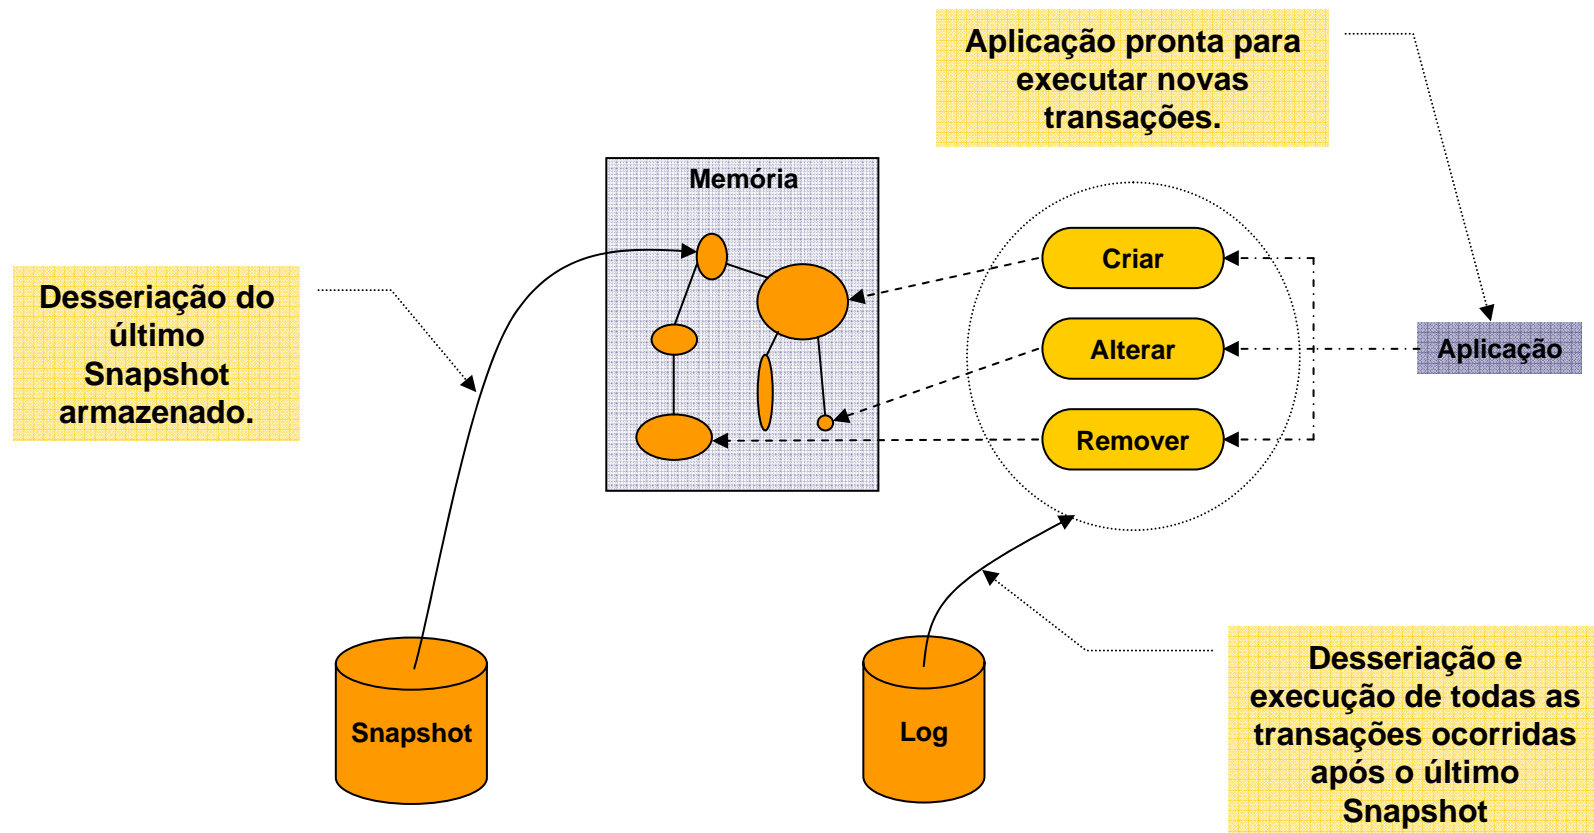 Aplicação pronta para
executar novas
transações.
Memória
Criar
Desseriação do
último
Snapshot
armazenado.
Alterar
Aplicação
Remover
Snapshot
Log
Desseriação e
execução de todas as
transações ocorridas
após o último
Snapshot